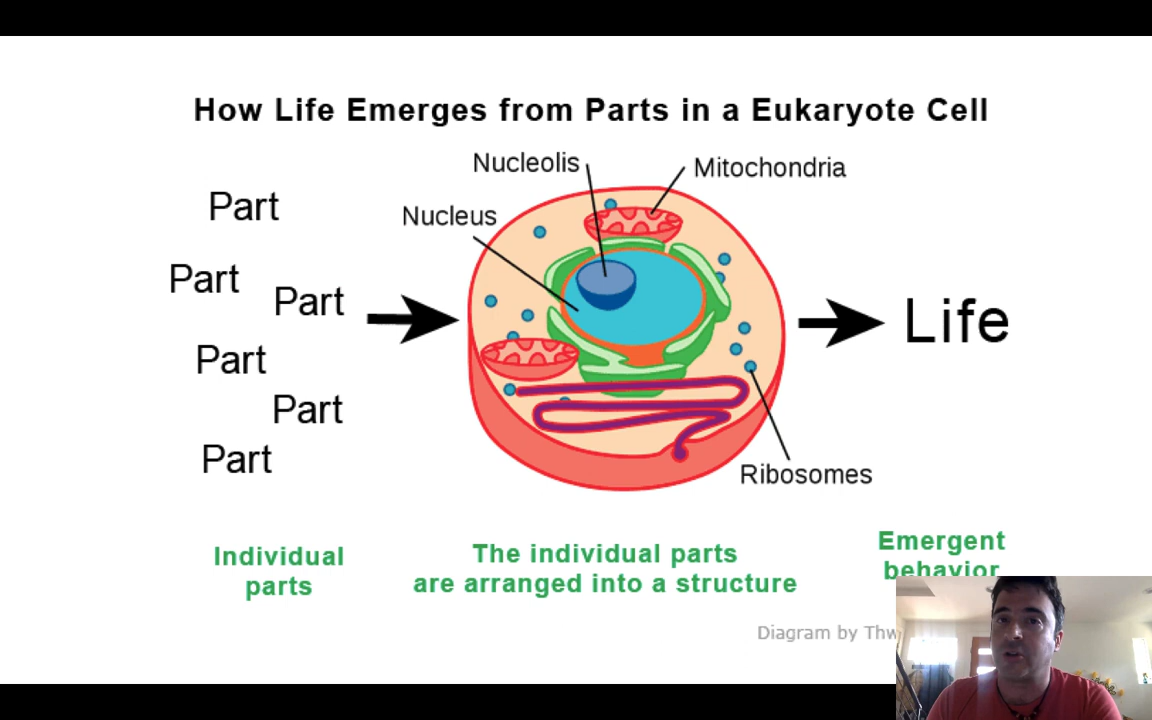 How Life Emerges from Parts in a Eukaryote Cell
Nucleolis
Mitochondria
Nucleus
Part
Part
Part
Part
Part
Part
Life
Ribosomes
Individual
parts
The individual parts
are arranged into a structure
Emergent
behavior
Diagram by